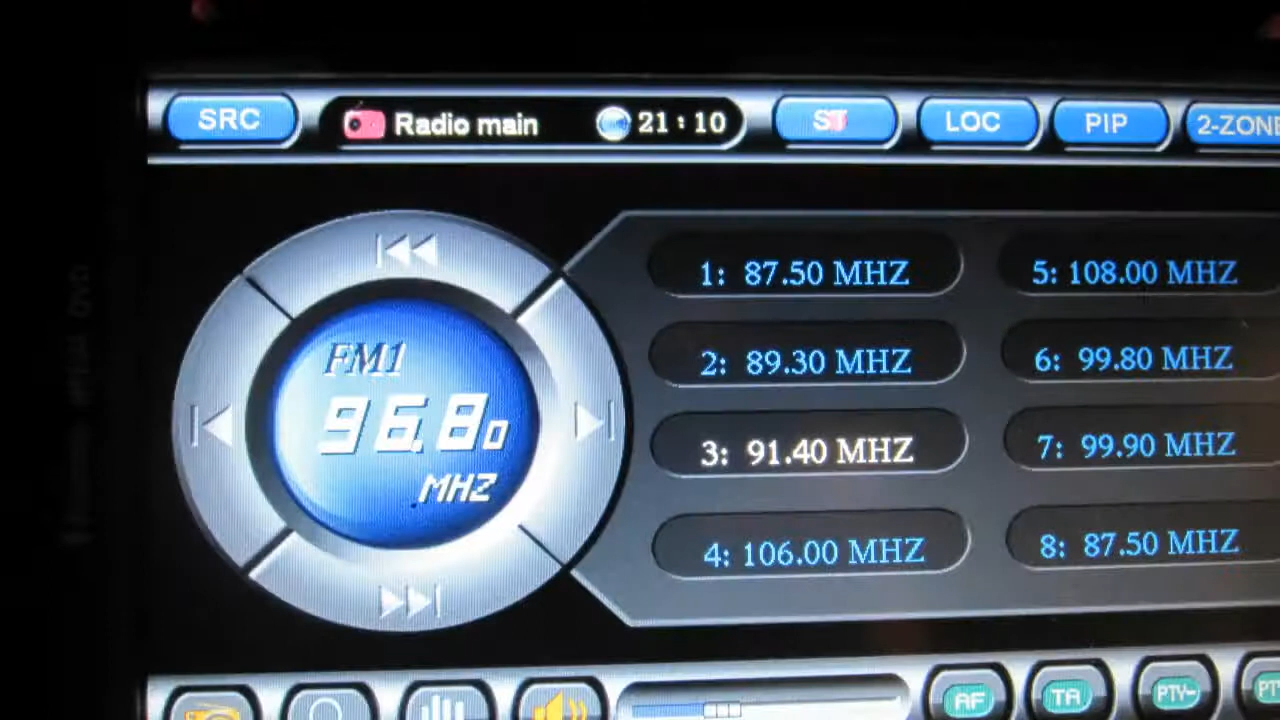 SRC
Radio main
21:10
ST
LOC
PIP
2-ZONE
FM1
96.80
MHZ
1: 87.50 MHZ
5: 108.00 MHZ
2: 89.30 MHZ
6: 99.80 MHZ
3: 91.40 MHZ
7: 99.90 MHZ
4: 106.00 MHZ
8: 87.50 MHZ
AF
TA
PTY-